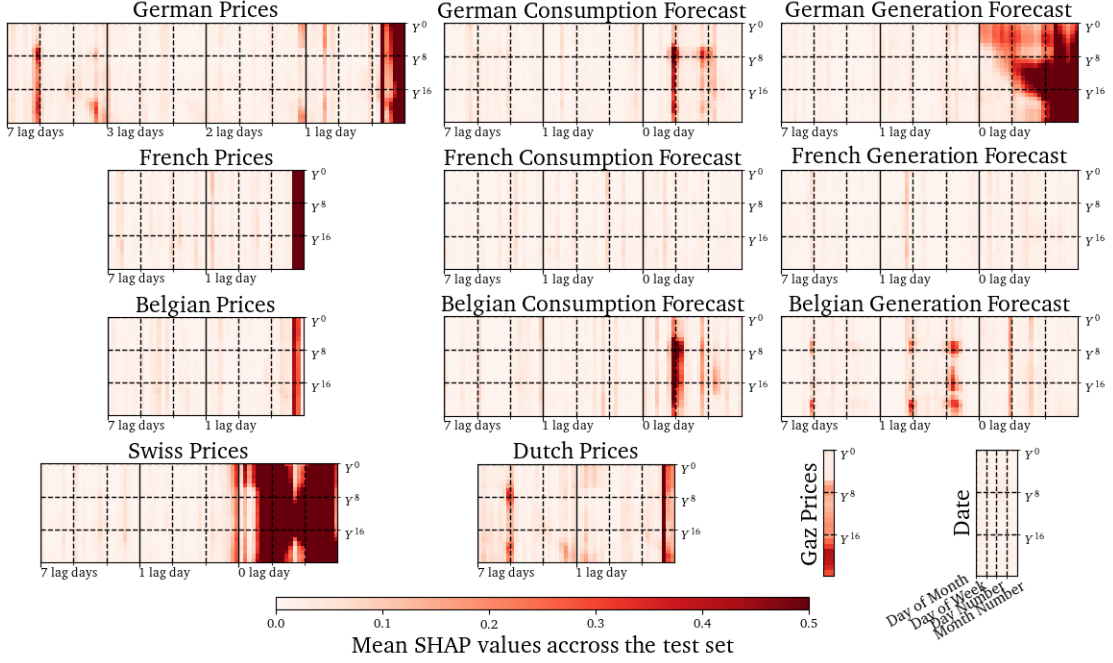 German Prices
German Consumption Forecast
German Generation Forecast
Y⁰
Y⁸
Y¹⁶
Y⁰
Y⁸
Y¹⁶
Y⁰
Y⁸
Y¹⁶
7 lag days 3 lag days 2 lag days 1 lag day
7 lag days 1 lag day 0 lag day
7 lag days 1 lag day 0 lag day
French Prices
French Consumption Forecast
French Generation Forecast
Y⁰
Y⁸
Y¹⁶
Y⁰
Y⁸
Y¹⁶
Y⁰
Y⁸
Y¹⁶
7 lag days 1 lag day
7 lag days 1 lag day 0 lag day
7 lag days 1 lag day 0 lag day
Belgian Prices
Belgian Consumption Forecast
Belgian Generation Forecast
Y⁰
Y⁸
Y¹⁶
Y⁰
Y⁸
Y¹⁶
Y⁰
Y⁸
Y¹⁶
7 lag days 1 lag day
7 lag days 1 lag day 0 lag day
7 lag days 1 lag day 0 lag day
Swiss Prices
Dutch Prices
Y⁰
Y⁸
Y¹⁶
Y⁰
Y⁸
Y¹⁶
7 lag days 1 lag day 0 lag day
7 lag days 1 lag day
Gaz Prices
Y⁰
Y⁸
Y¹⁶
Date
Y⁰
Y⁸
Y¹⁶
Day of Month
Day of Week
Day Number
Month Number
0.0 0.1 0.2 0.3 0.4 0.5
Mean SHAP values accross the test set